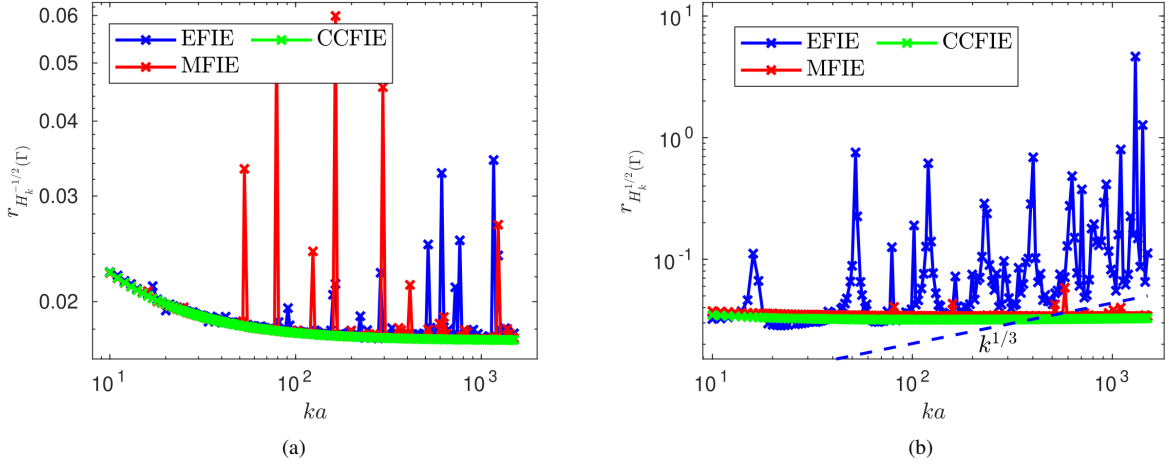 0.06
0.05
0.04
0.03
0.02
EFIE
CCFIE
MFIE
r_{H_k^{-1/2}(Γ)}
10^1
10^2
10^3
ka
(a)
10^1
10^0
10^{-1}
EFIE
CCFIE
MFIE
r_{H_k^{1/2}(Γ)}
k^{1/3}
10^1
10^2
10^3
ka
(b)